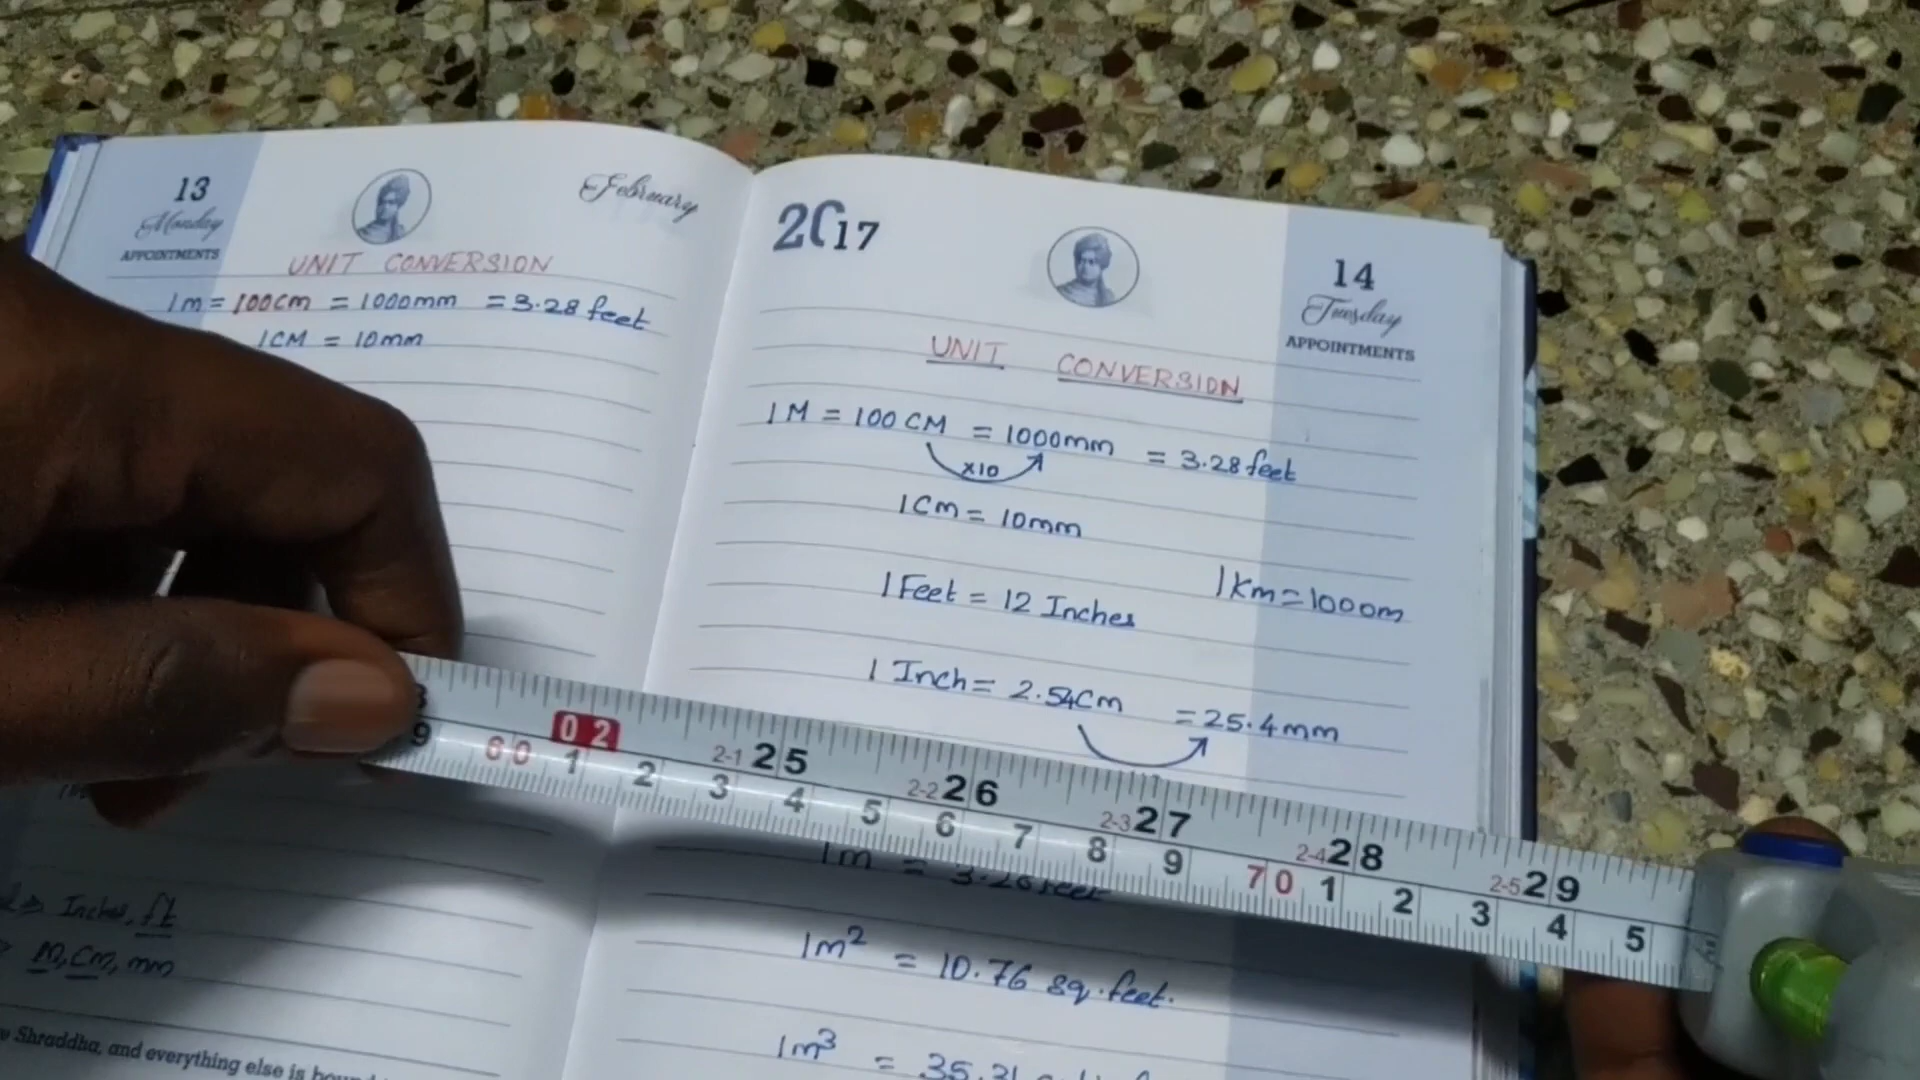 13
Monday
APPOINTMENTS
February
UNIT CONVERSION
1m = 100cm = 1000mm = 3.28 feet
1CM = 10mm
Inches, ft
M, Cm, mm
Shraddha, and everything else is
2017
14
Tuesday
APPOINTMENTS
UNIT CONVERSION
1M = 100 CM = 1000mm = 3.28 feet
x10
1Cm = 10mm
1Km = 1000m
1 Feet = 12 Inches
1 Inch = 2.54Cm = 25.4mm
02 2-1 25 2-2 26 2-3 27 2-4 28 2-5 29
9 60 1 2 3 4 5 6 7 8 9 70 1 2 3 4 5
1m = 3.28 feet
1m² = 10.76 sq.feet.
1m³ = 35.31